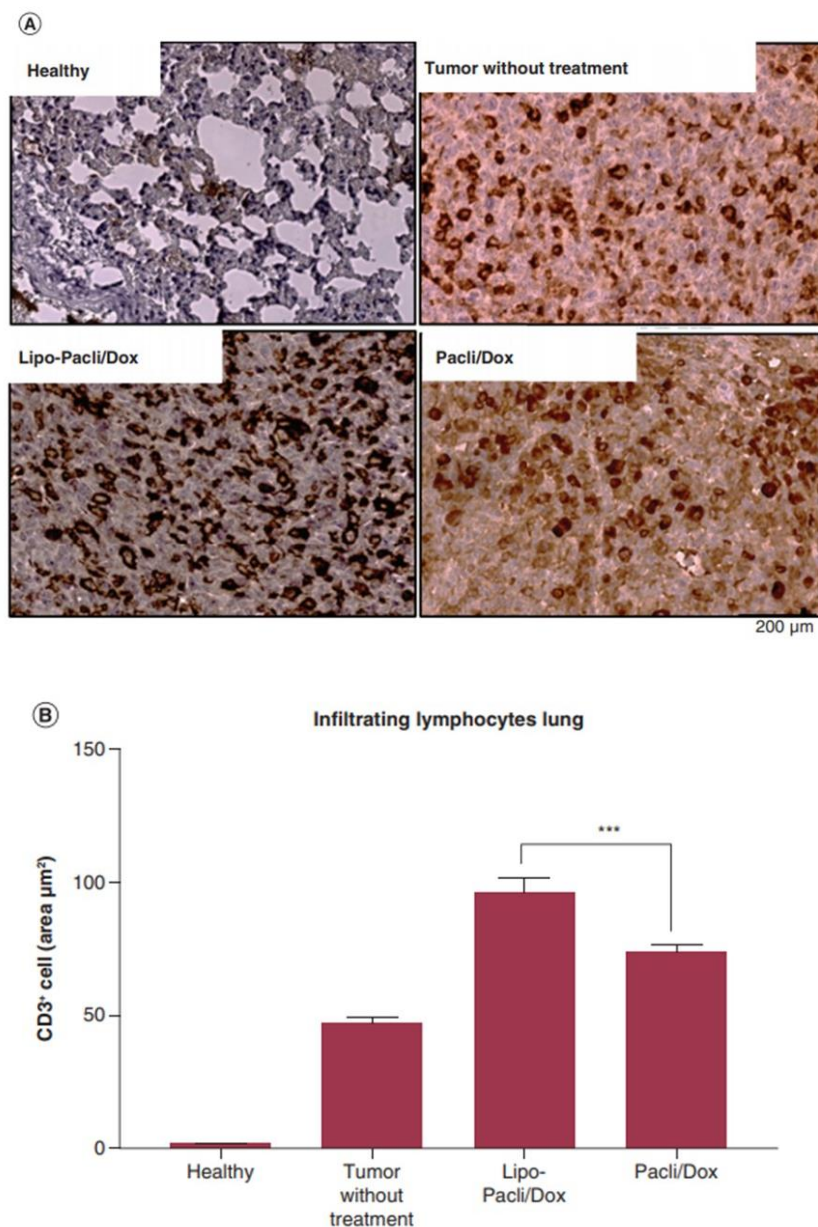 A
Healthy
Tumor without treatment
Lipo-Pacli/Dox
Pacli/Dox
200 µm
B
Infiltrating lymphocytes lung
150
100
50
0
CD3⁺ cell (area µm²)
***
Healthy
Tumor
without
treatment
Lipo-
Pacli/Dox
Pacli/Dox